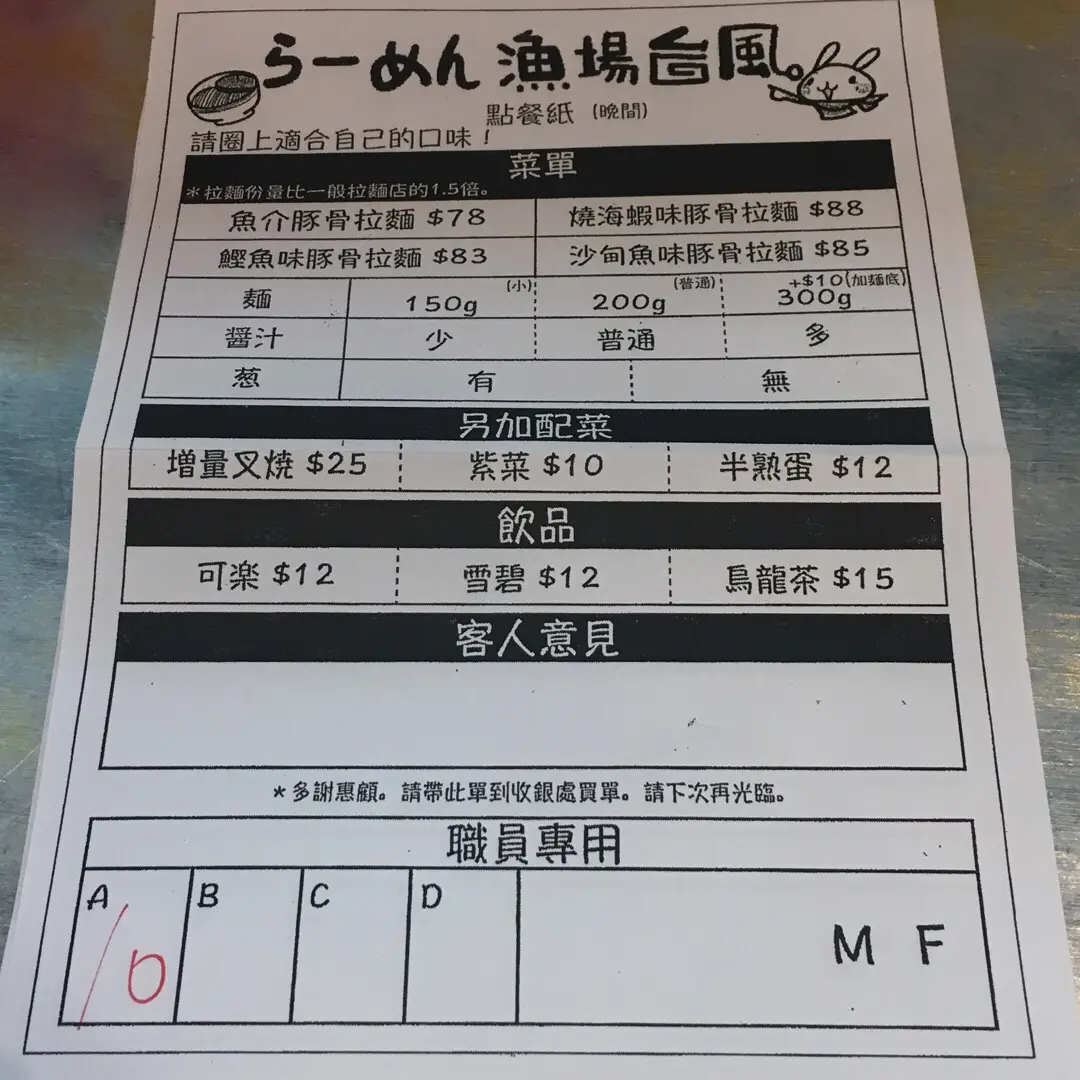 らーめん 漁場台風。
點餐紙 (晩間)
請圈上適合自己的口味!
菜單
*拉麵份量比一般拉麵店的1.5倍。
魚介豚骨拉麵 $78 燒海蝦味豚骨拉麵 $88
鰹魚味豚骨拉麵 $83 沙甸魚味豚骨拉麵 $85
麵 150g (小) 200g (普通) 300g +$10(加麵底)
醤汁 少 普通 多
葱 有 無
另加配菜
增量叉燒 $25 紫菜 $10 半熟蛋 $12
飲品
可楽 $12 雪碧 $12 烏龍茶 $15
客人意見
*多謝惠顧。請帶此單到收銀處買單。請下次再光臨。
職員專用
A B C D
10 M F